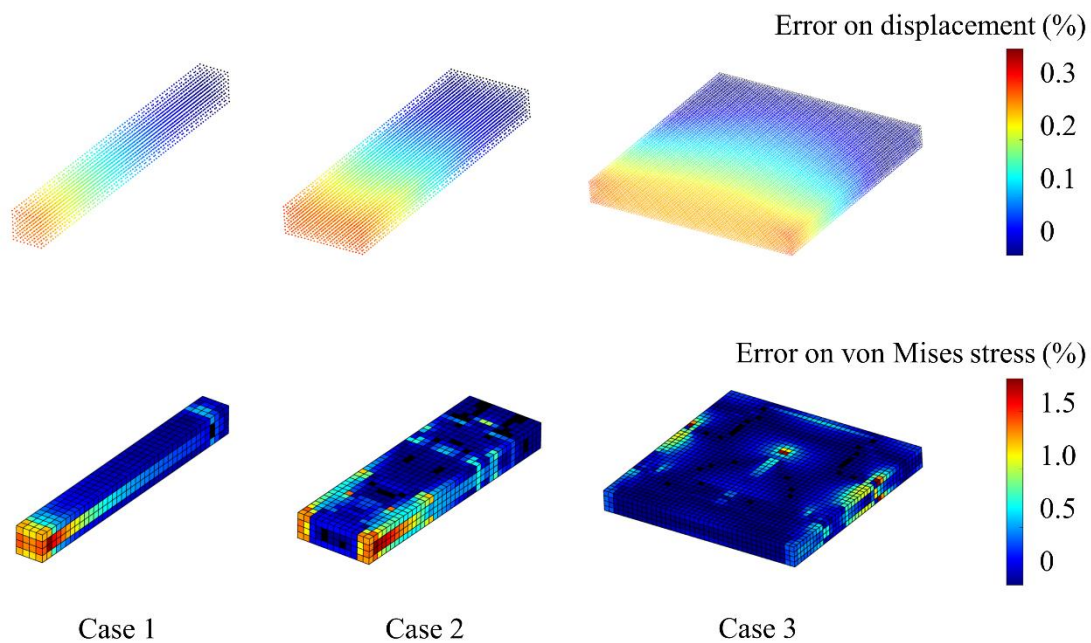 Error on displacement (%)
0.3
0.2
0.1
0
Error on von Mises stress (%)
1.5
1.0
0.5
0
Case 1
Case 2
Case 3